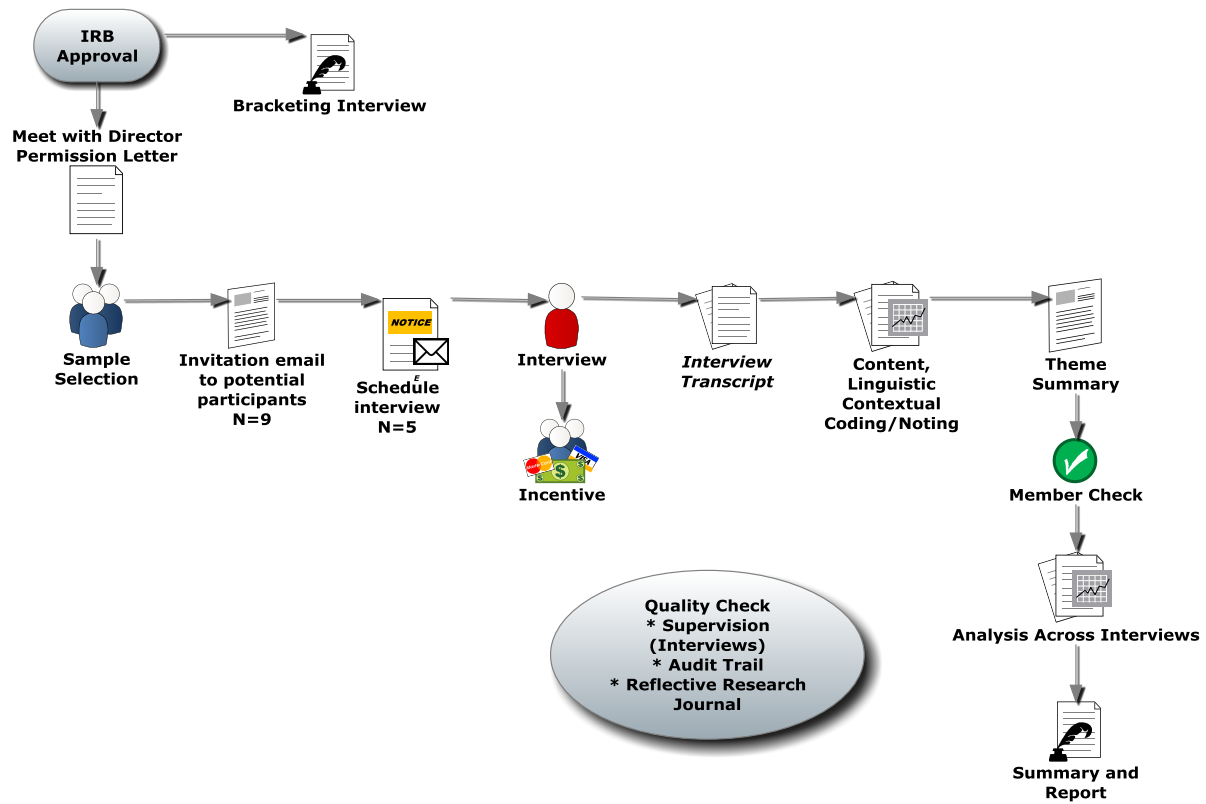 IRB
Approval
Bracketing Interview
Meet with Director
Permission Letter
Sample
Selection
Invitation email
to potential
participants
N=9
NOTICE
E
Schedule
interview
N=5
Interview
Interview
Transcript
Content,
Linguistic
Contextual
Coding/Noting
Theme
Summary
VISA
$
Incentive
Member Check
Analysis Across Interviews
Quality Check
* Supervision
(Interviews)
* Audit Trail
* Reflective Research
Journal
Summary and
Report